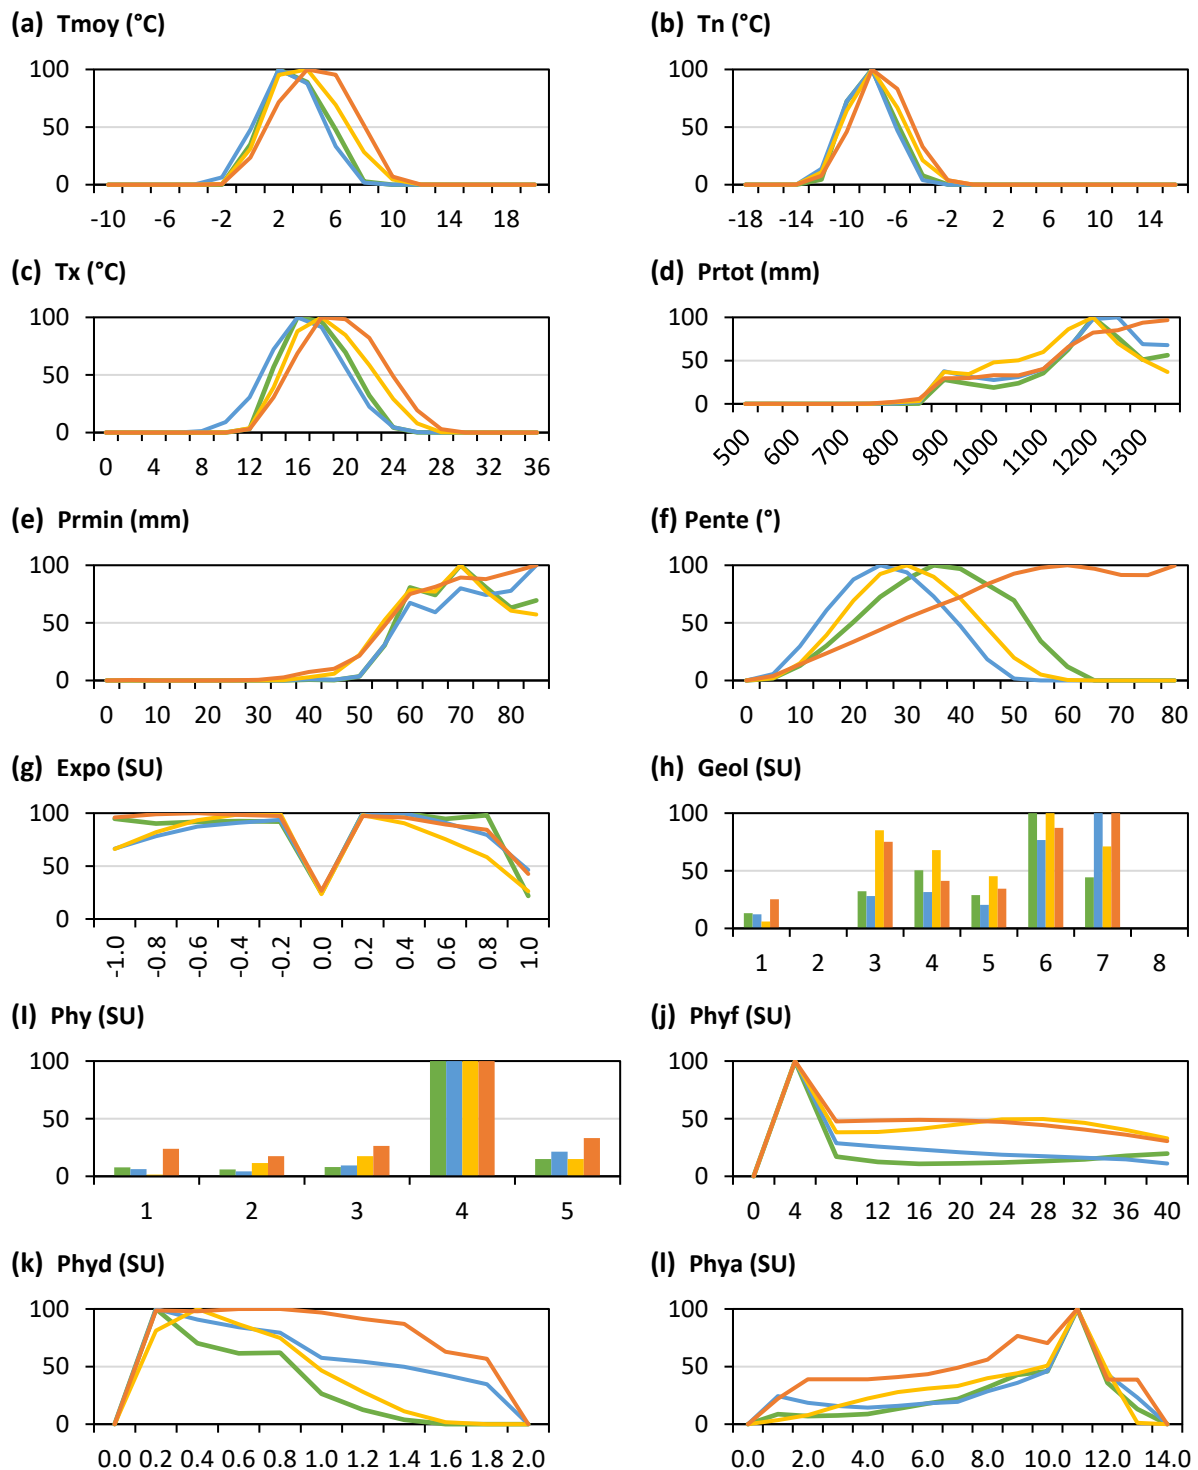 (a) Tmoy (°C)
(b) Tn (°C)
100
50
0
-10 -6 -2 2 6 10 14 18
100
50
0
-18 -14 -10 -6 -2 2 6 10 14
(c) Tx (°C)
(d) Prtot (mm)
100
50
0
0 4 8 12 16 20 24 28 32 36
100
50
0
500 600 700 800 900 1000 1100 1200 1300
(e) Prmin (mm)
(f) Pente (°)
100
50
0
0 10 20 30 40 50 60 70 80
100
50
0
0 10 20 30 40 50 60 70 80
(g) Expo (SU)
(h) Geol (SU)
100
50
0
-1.0 -0.8 -0.6 -0.4 -0.2 0.0 0.2 0.4 0.6 0.8 1.0
100
50
0
1 2 3 4 5 6 7 8
(I) Phy (SU)
(j) Phyf (SU)
100
50
0
1 2 3 4 5
100
50
0
0 4 8 12 16 20 24 28 32 36 40
(k) Phyd (SU)
(l) Phya (SU)
100
50
0
0.0 0.2 0.4 0.6 0.8 1.0 1.2 1.4 1.6 1.8 2.0
100
50
0
0.0 2.0 4.0 6.0 8.0 10.0 12.0 14.0